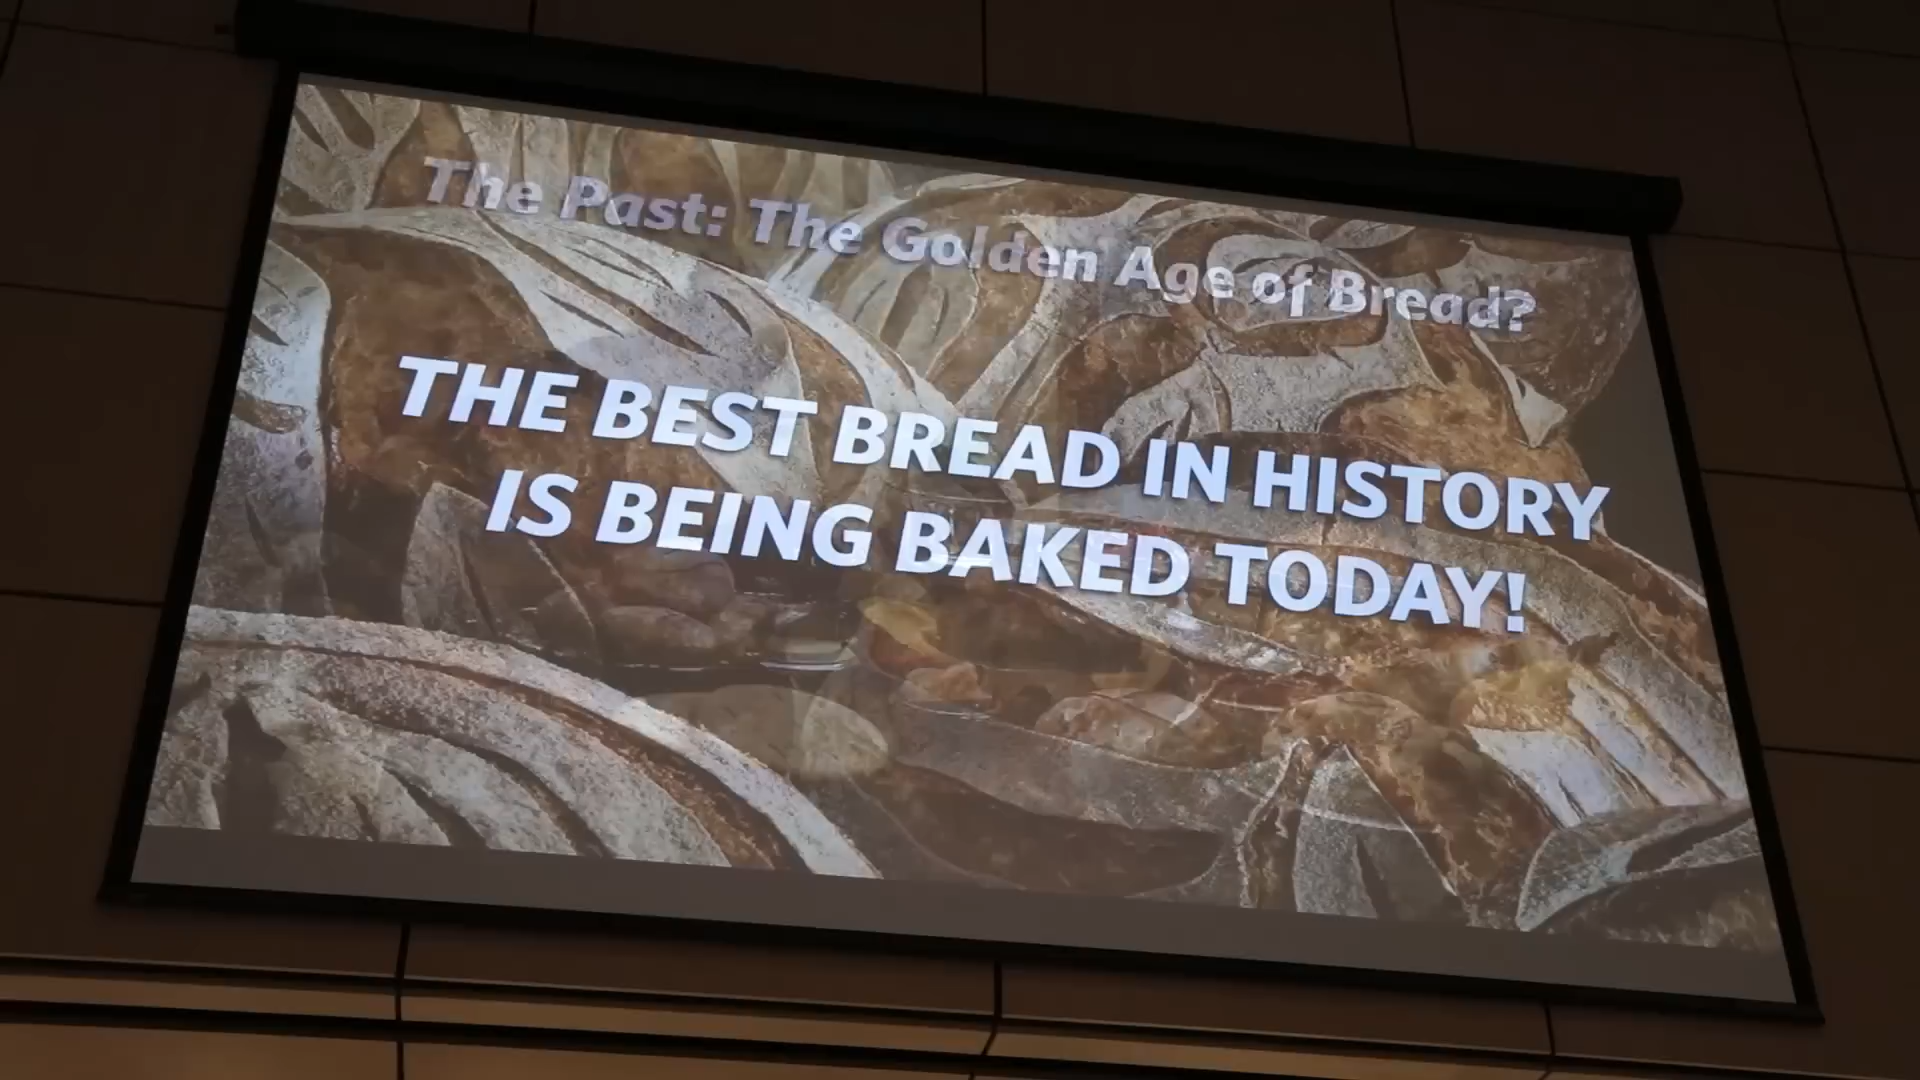 The Past: The Golden Age of Bread?
THE BEST BREAD IN HISTORY
IS BEING BAKED TODAY!